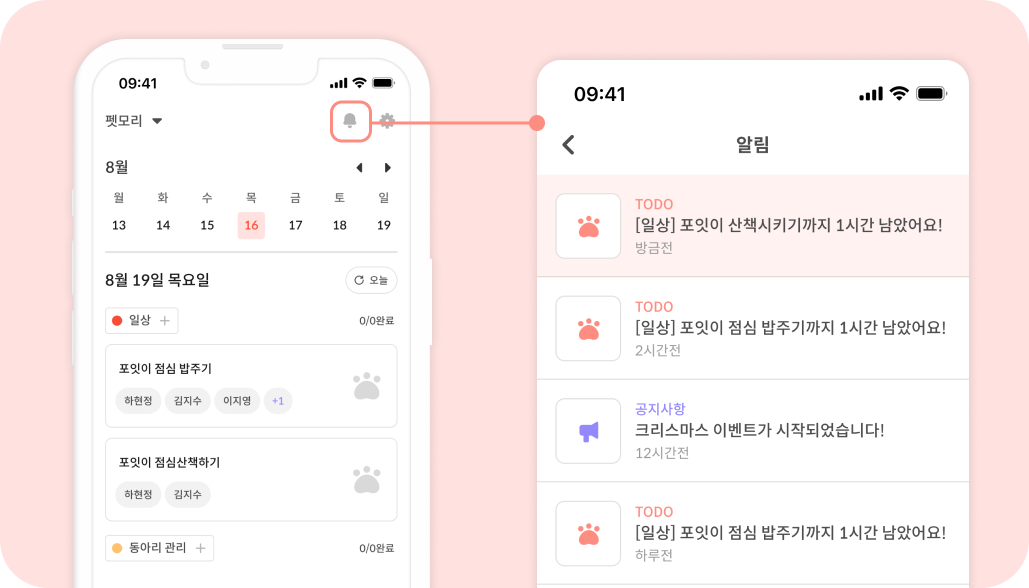 09:41
펫모리
8월
월 화 수 목 금 토 일
13 14 15 16 17 18 19
8월 19일 목요일
오늘
일상 +
0/0완료
포잇이 점심 밥주기
하현정 김지수 이지영 +1
포잇이 점심산책하기
하현정 김지수
동아리 관리 +
0/0완료
09:41
알림
TODO
[일상] 포잇이 산책시키기까지 1시간 남았어요!
방금전
TODO
[일상] 포잇이 점심 밥주기까지 1시간 남았어요!
2시간전
공지사항
크리스마스 이벤트가 시작되었습니다!
12시간전
TODO
[일상] 포잇이 점심 밥주기까지 1시간 남았어요!
하루전